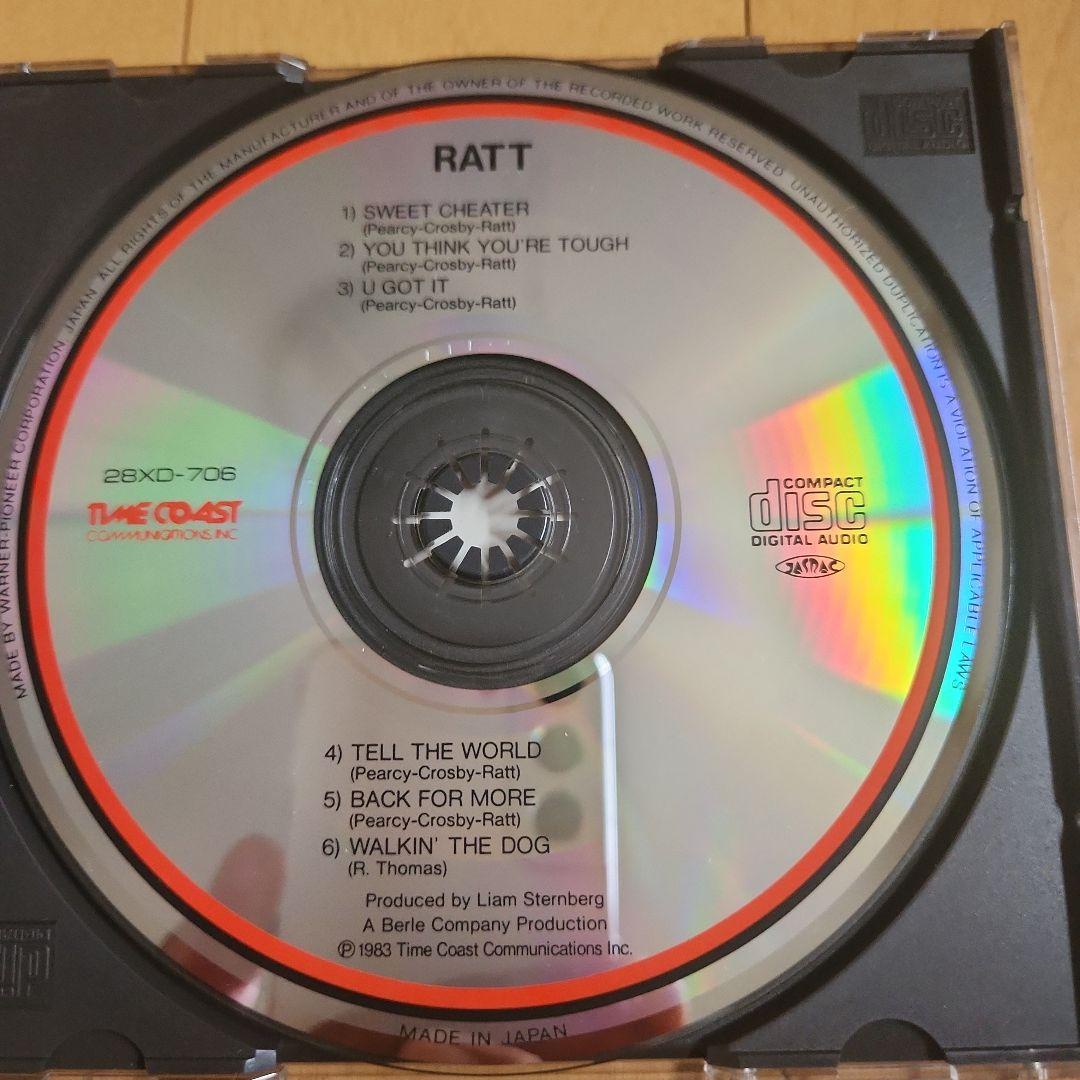 RATT
1) SWEET CHEATER
(Pearcy-Crosby-Ratt)
2) YOU THINK YOU'RE TOUGH
(Pearcy-Crosby-Ratt)
3) U GOT IT
(Pearcy-Crosby-Ratt)
28XD-706
TIME COAST
COMMUNICATIONS, INC
COMPACT
disc
DIGITAL AUDIO
JASRAC
4) TELL THE WORLD
(Pearcy-Crosby-Ratt)
5) BACK FOR MORE
(Pearcy-Crosby-Ratt)
6) WALKIN' THE DOG
(R. Thomas)
Produced by Liam Sternberg
A Berle Company Production
Ⓟ 1983 Time Coast Communications Inc.
MADE BY WARNER-PIONEER CORPORATION, JAPAN. ALL RIGHTS OF THE MANUFACTURER AND OF THE OWNER OF THE RECORDED WORK RESERVED. UNAUTHORIZED DUPLICATION IS A VIOLATION OF APPLICABLE LAWS
MADE IN JAPAN
disc
DIGITAL AUDIO